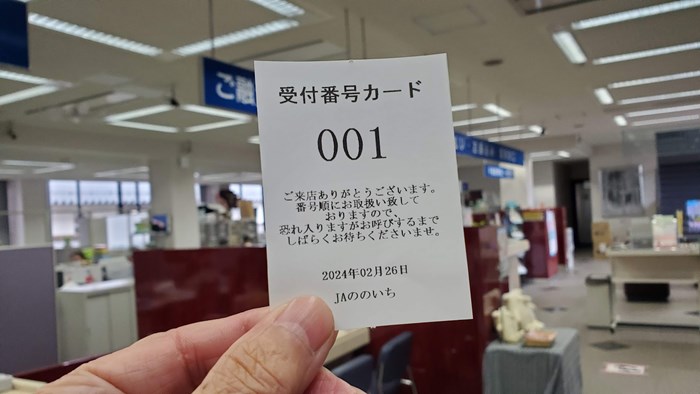 ご融
受付番号カード
001
ご来店ありがとうございます。
番号順にお取扱い致して
おりますので、
恐れ入りますがお呼びするまで
しばらくお待ちくださいませ。
2024年02月26日
JAののいち